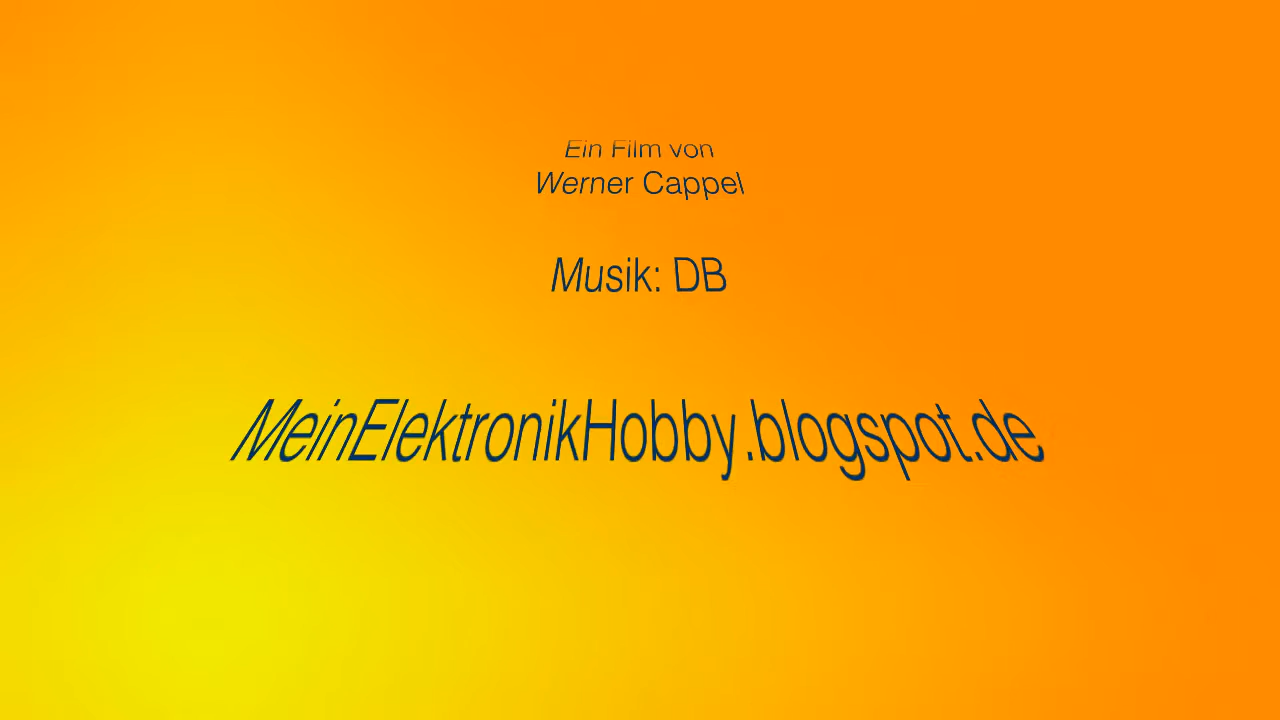 Ein Film von
Werner Cappel
Musik: DB
MeinElektronikHobby.blogspot.de